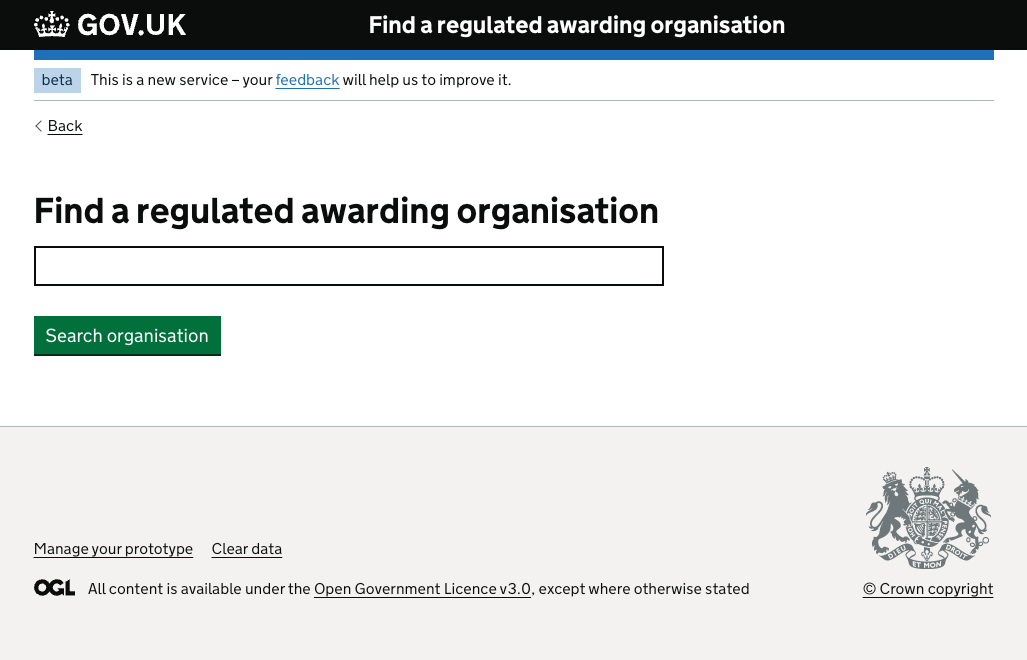 GOV.UK Find a regulated awarding organisation
beta This is a new service – your feedback will help us to improve it.
Back
Find a regulated awarding organisation
Search organisation
DIEU ET MON DROIT
Manage your prototype Clear data
OGL All content is available under the Open Government Licence v3.0, except where otherwise stated © Crown copyright